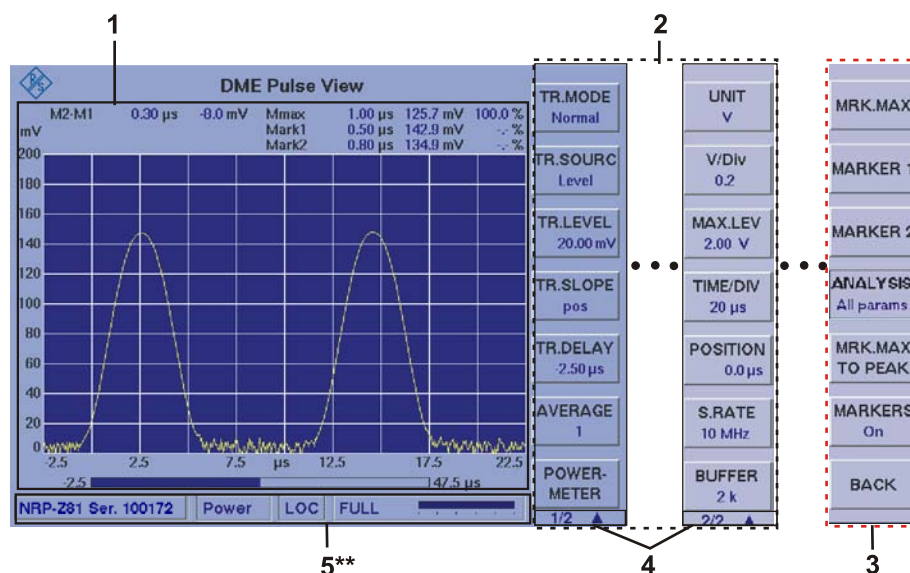 1
2
R S
DME Pulse View
M2-M1 0.30 µs -8.0 mV Mmax 1.00 µs 125.7 mV 100.0 %
Mark1 0.50 µs 142.9 mV -.- %
Mark2 0.80 µs 134.9 mV -.- %
mV
200
180
160
140
120
100
80
60
40
20
0
-2.5 2.5 7.5 µs 12.5 17.5 22.5
-2.5 47.5 µs
NRP-Z81 Ser. 100172 Power LOC FULL
TR.MODE
Normal
TR.SOURC
Level
TR.LEVEL
20.00 mV
TR.SLOPE
pos
TR.DELAY
-2.50 µs
AVERAGE
1
POWER-
METER
1/2 ▲
UNIT
V
V/Div
0.2
MAX.LEV
2.00 V
TIME/DIV
20 µs
POSITION
0.0 µs
S.RATE
10 MHz
BUFFER
2 k
2/2 ▲
MRK.MAX
MARKER 1
MARKER 2
ANALYSIS
All params
MRK.MAX
TO PEAK
MARKERS
On
BACK
5**
4
3